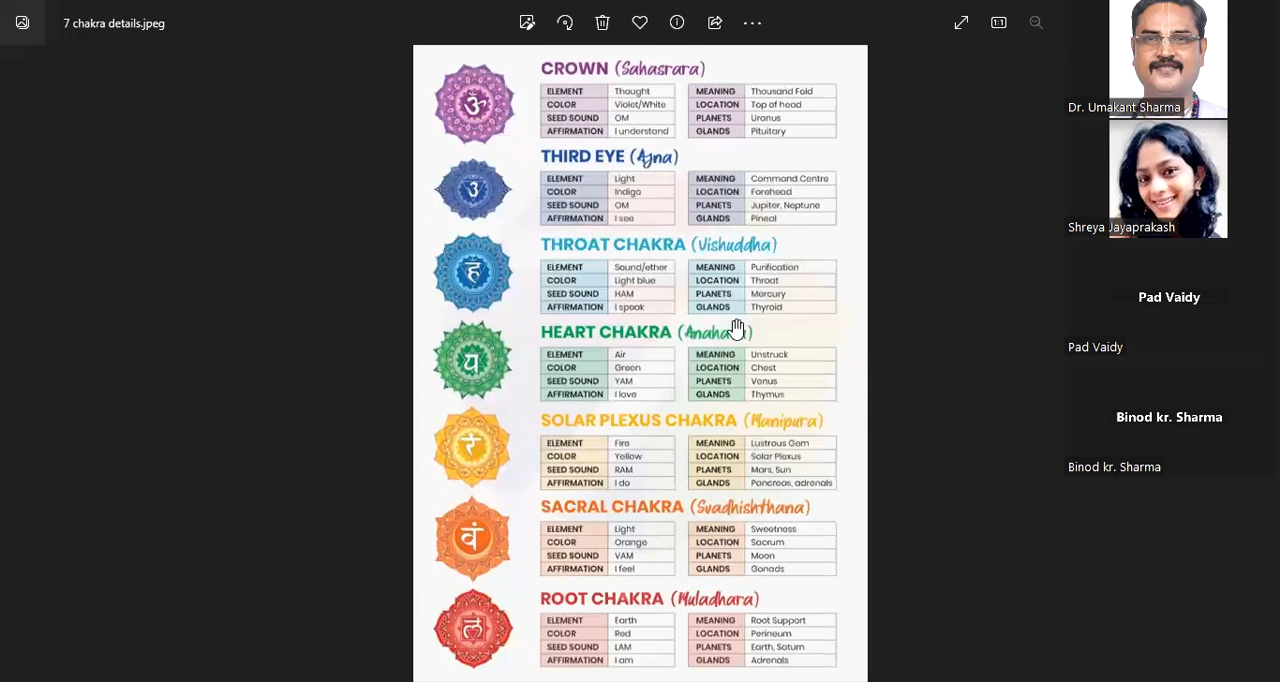 7 chakra details.jpeg
CROWN (Sahasrara)
ELEMENT Thought MEANING Thousand Fold
COLOR Violet/White LOCATION Top of head
SEED SOUND OM PLANETS Uranus
AFFIRMATION I understand GLANDS Pituitary
ॐ
THIRD EYE (Ajna)
ELEMENT Light MEANING Command Centre
COLOR Indigo LOCATION Forehead
SEED SOUND OM PLANETS Jupiter, Neptune
AFFIRMATION I see GLANDS Pineal
THROAT CHAKRA (Vishuddha)
ELEMENT Sound/ether MEANING Purification
COLOR Light blue LOCATION Throat
SEED SOUND HAM PLANETS Mercury
AFFIRMATION I speak GLANDS Thyroid
ह
HEART CHAKRA
ELEMENT Air MEANING Unstruck
COLOR Green LOCATION Chest
SEED SOUND YAM PLANETS Venus
AFFIRMATION I love GLANDS Thymus
SOLAR PLEXUS CHAKRA (Manipura)
ELEMENT Fire MEANING Lustrous Gem
COLOR Yellow LOCATION Solar Plexus
SEED SOUND RAM PLANETS Mars, Sun
AFFIRMATION I do GLANDS Pancreas, adrenals
SACRAL CHAKRA (Svadhishthana)
ELEMENT Light MEANING Sweetness
COLOR Orange LOCATION Sacrum
SEED SOUND VAM PLANETS Moon
AFFIRMATION I feel GLANDS Gonads
वं
ROOT CHAKRA (Muladhara)
ELEMENT Earth MEANING Root Support
COLOR Red LOCATION Perineum
SEED SOUND LAM PLANETS Earth, Saturn
AFFIRMATION I am GLANDS Adrenals
Dr. Umakant Sharma
Shreya Jayaprakash
Pad Vaidy
Pad Vaidy
Binod kr. Sharma
Binod kr. Sharma
1:1